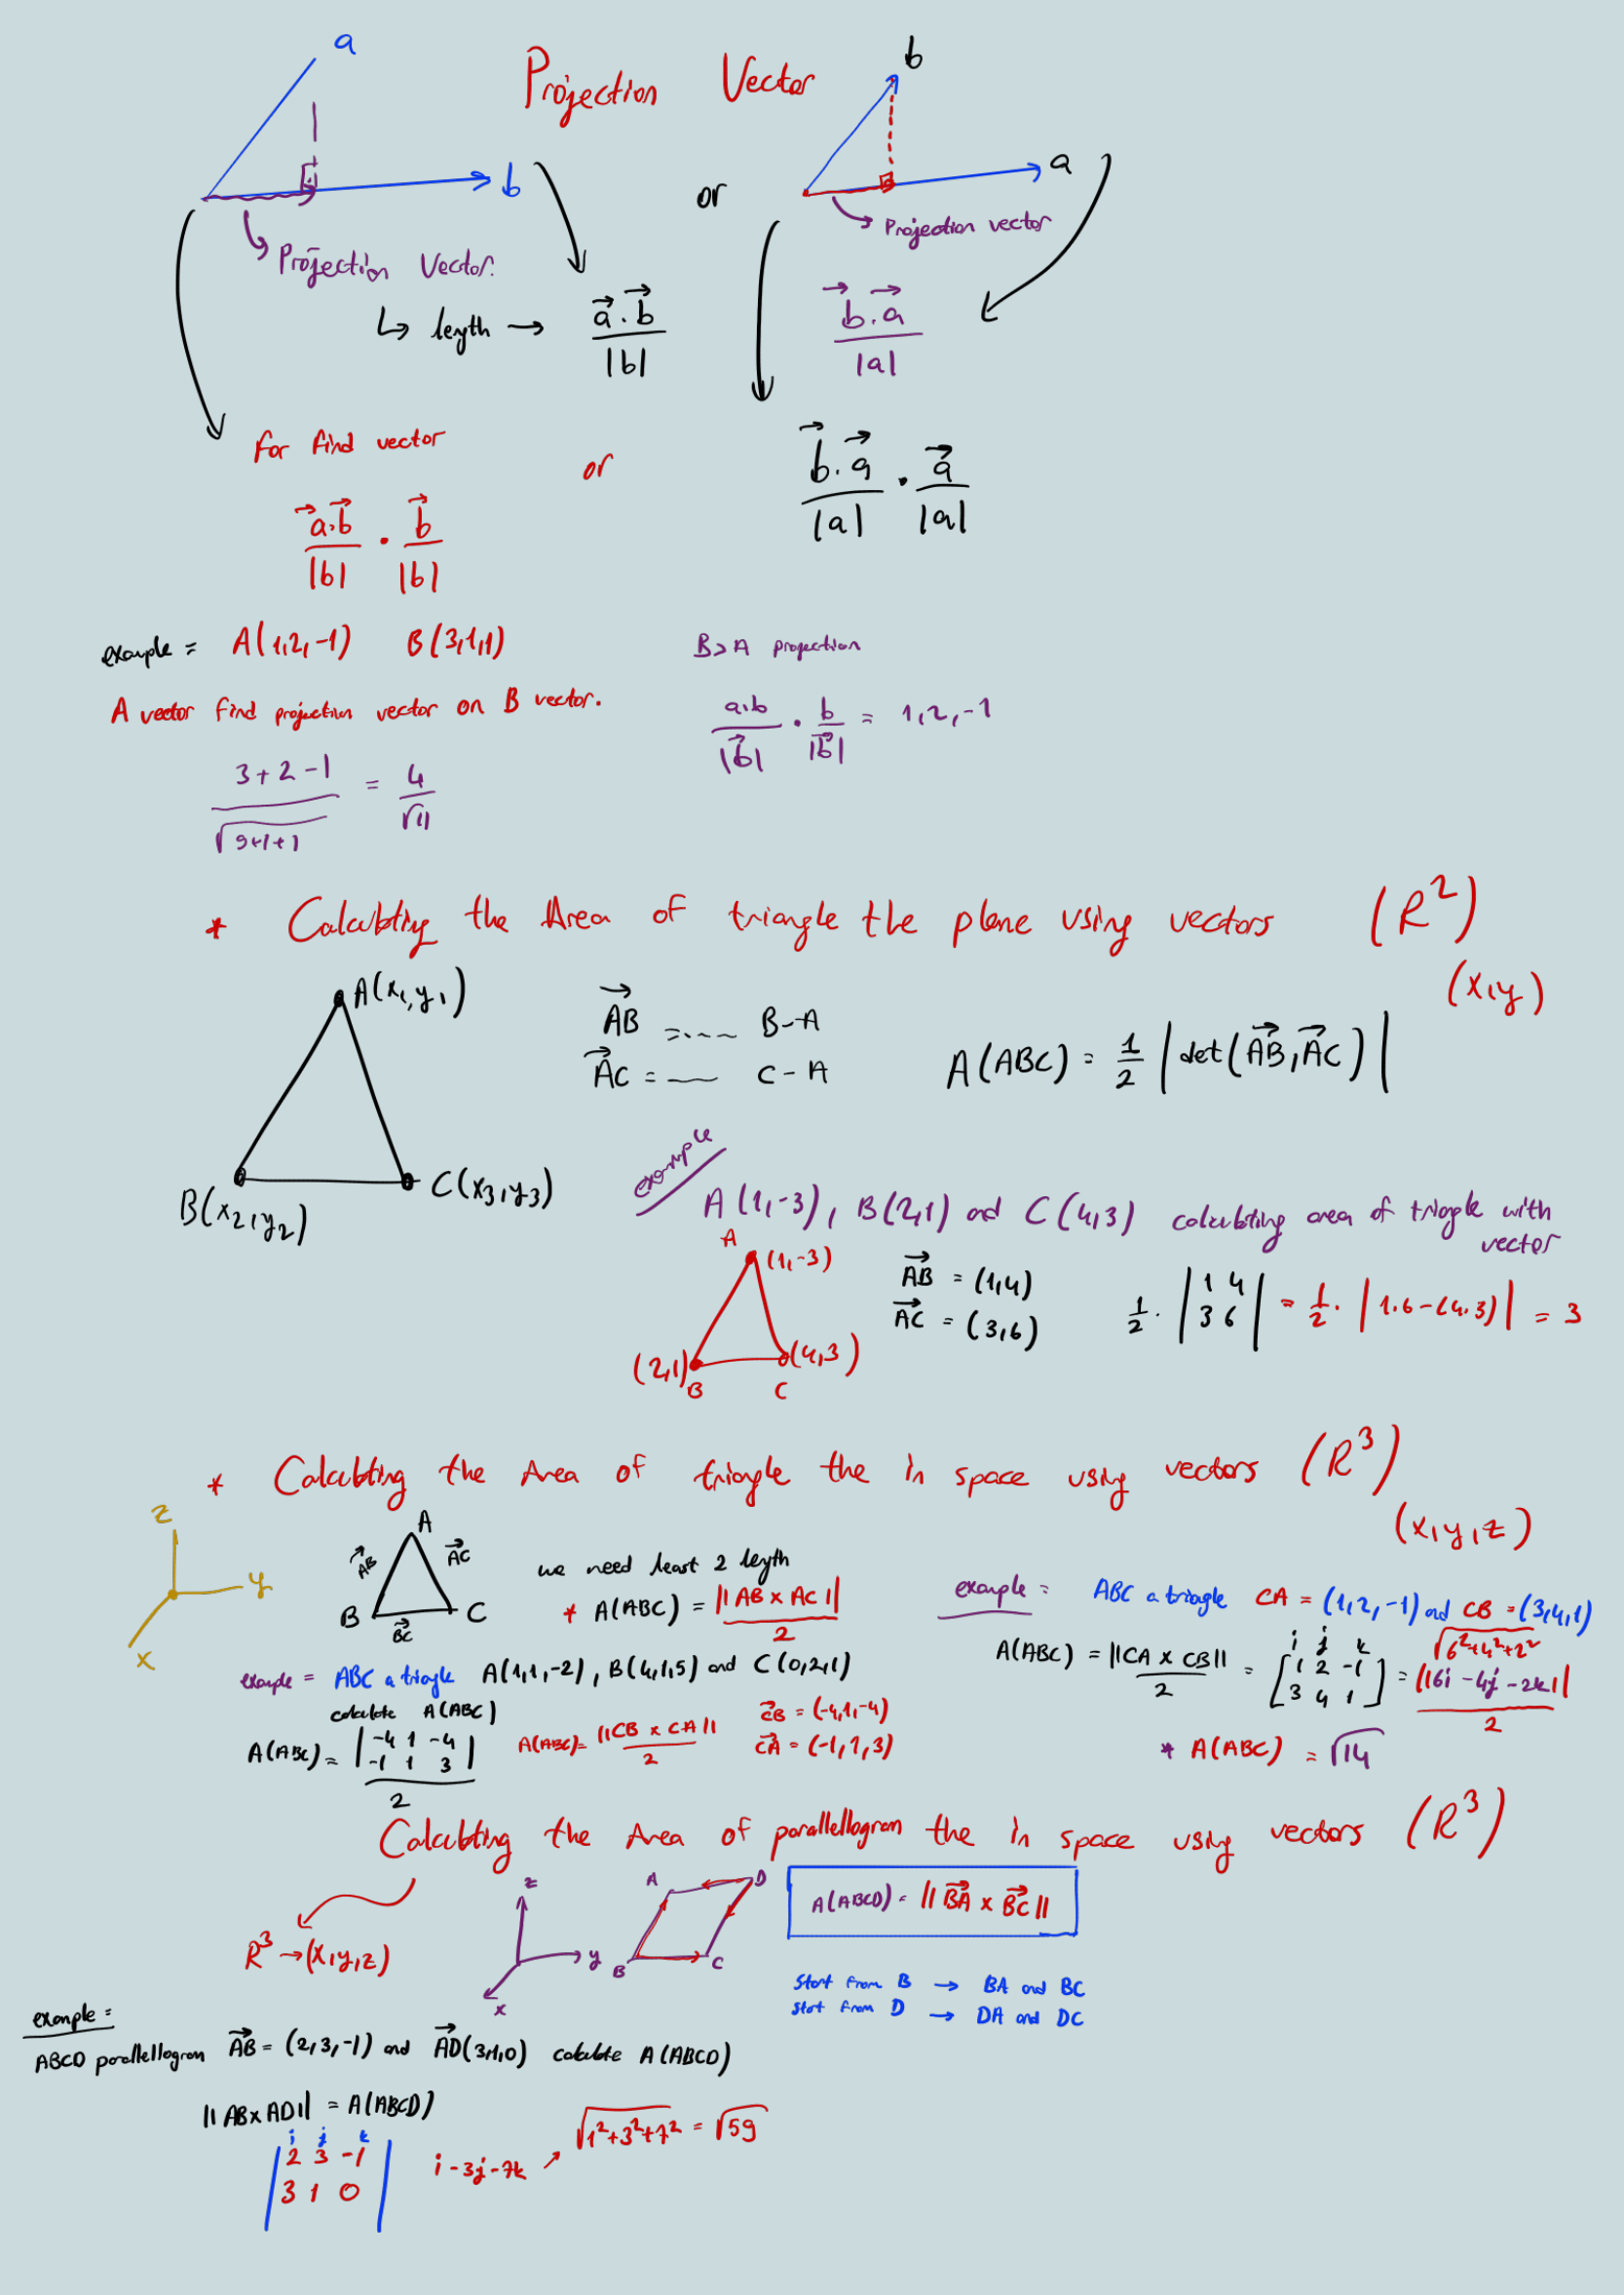 a
b
Projection Vector
b
or
a
Projection vector
Projection Vector
length → a⃗.b⃗ / |b|
b⃗.a⃗ / |a|
For Find vector
or
a⃗.b⃗ / |b| . b⃗ / |b|
b⃗.a⃗ / |a| . a⃗ / |a|
example = A(1,2,-1) B(3,1,1)
B>A projection
A vector find projection vector on B vector.
a.b / |b⃗| . b / |b⃗| = 1,2,-1
3+2-1 / √9+1+1 = 4 / √11
* Calculating the Area of triangle the plane using vectors (R²)
(x,y)
A(x₁,y₁)
AB⃗ =.... B-A
AC⃗ = .... C-A
A(ABC) = 1/2 |det(AB⃗,AC⃗)|
B(x₂,y₂)
C(x₃,y₃)
example
A(1,-3), B(2,1) and C(4,3) calculating area of triangle with vector
A (1,-3)
(2,1) B
(4,3) C
AB⃗ = (1,4)
AC⃗ = (3,6)
1/2 . |1 4 3 6| = 1/2 . |1.6-(4.3)| = 3
* Calculating the Area of triangle the in space using vectors (R³)
(x,y,z)
z
y
x
A
AB⃗
AC⃗
B
C
BC⃗
we need least 2 length
* A(ABC) = ||AB x AC|| / 2
example = ABC a triangle A(1,1,-2), B(4,1,5) and C(0,2,1)
calculate A(ABC)
A(ABC) = |-4 1 -4 -1 1 3| / 2
A(ABC) = ||CB x CA|| / 2
CB⃗ = (-4,1,-4)
CA⃗ = (-1,1,3)
example = ABC a triangle CA = (1,2,-1) and CB = (3,4,1)
A(ABC) = ||CA x CB|| / 2 = [i j k 1 2 -1 3 4 1] = ||6i -4j -2k|| / 2
√6²+4²+2²
* A(ABC) = √14
Calculating the Area of parallellogram the in space using vectors (R³)
R³ → (x,y,z)
z
y
x
A
D
B
C
A(ABCD) = ||BA⃗ x BC⃗||
Start from B → BA and BC
Start from D → DA and DC
example =
ABCD parallellogram AB⃗ = (2,3,-1) and AD⃗(3,1,0) calculate A(ABCD)
||AB x AD|| = A(ABCD)
i j k
2 3 -1
3 1 0
i - 3j - 7k
√1²+3²+7² = √59